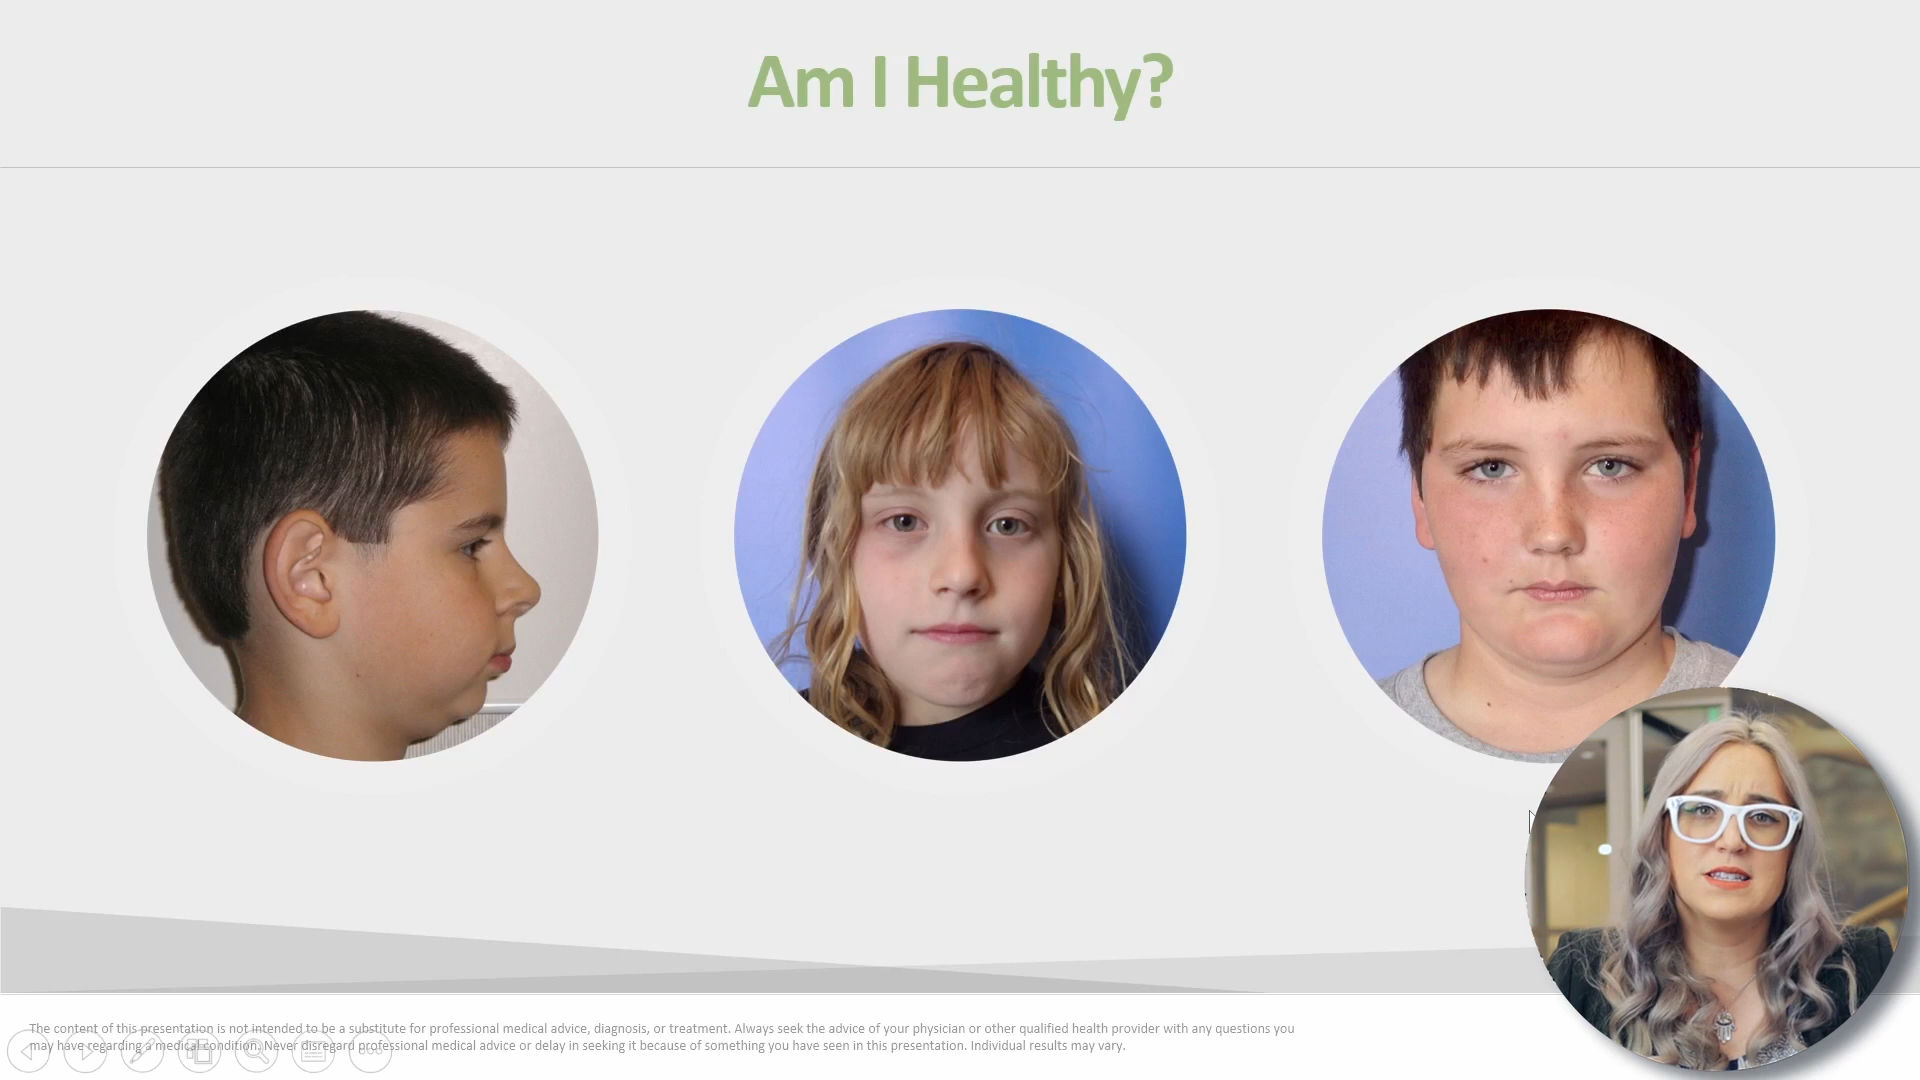 Am I Healthy?
The content of this presentation is not intended to be a substitute for professional medical advice, diagnosis, or treatment. Always seek the advice of your physician or other qualified health provider with any questions you
may have regarding a medical condition. Never disregard professional medical advice or delay in seeking it because of something you have seen in this presentation. Individual results may vary.